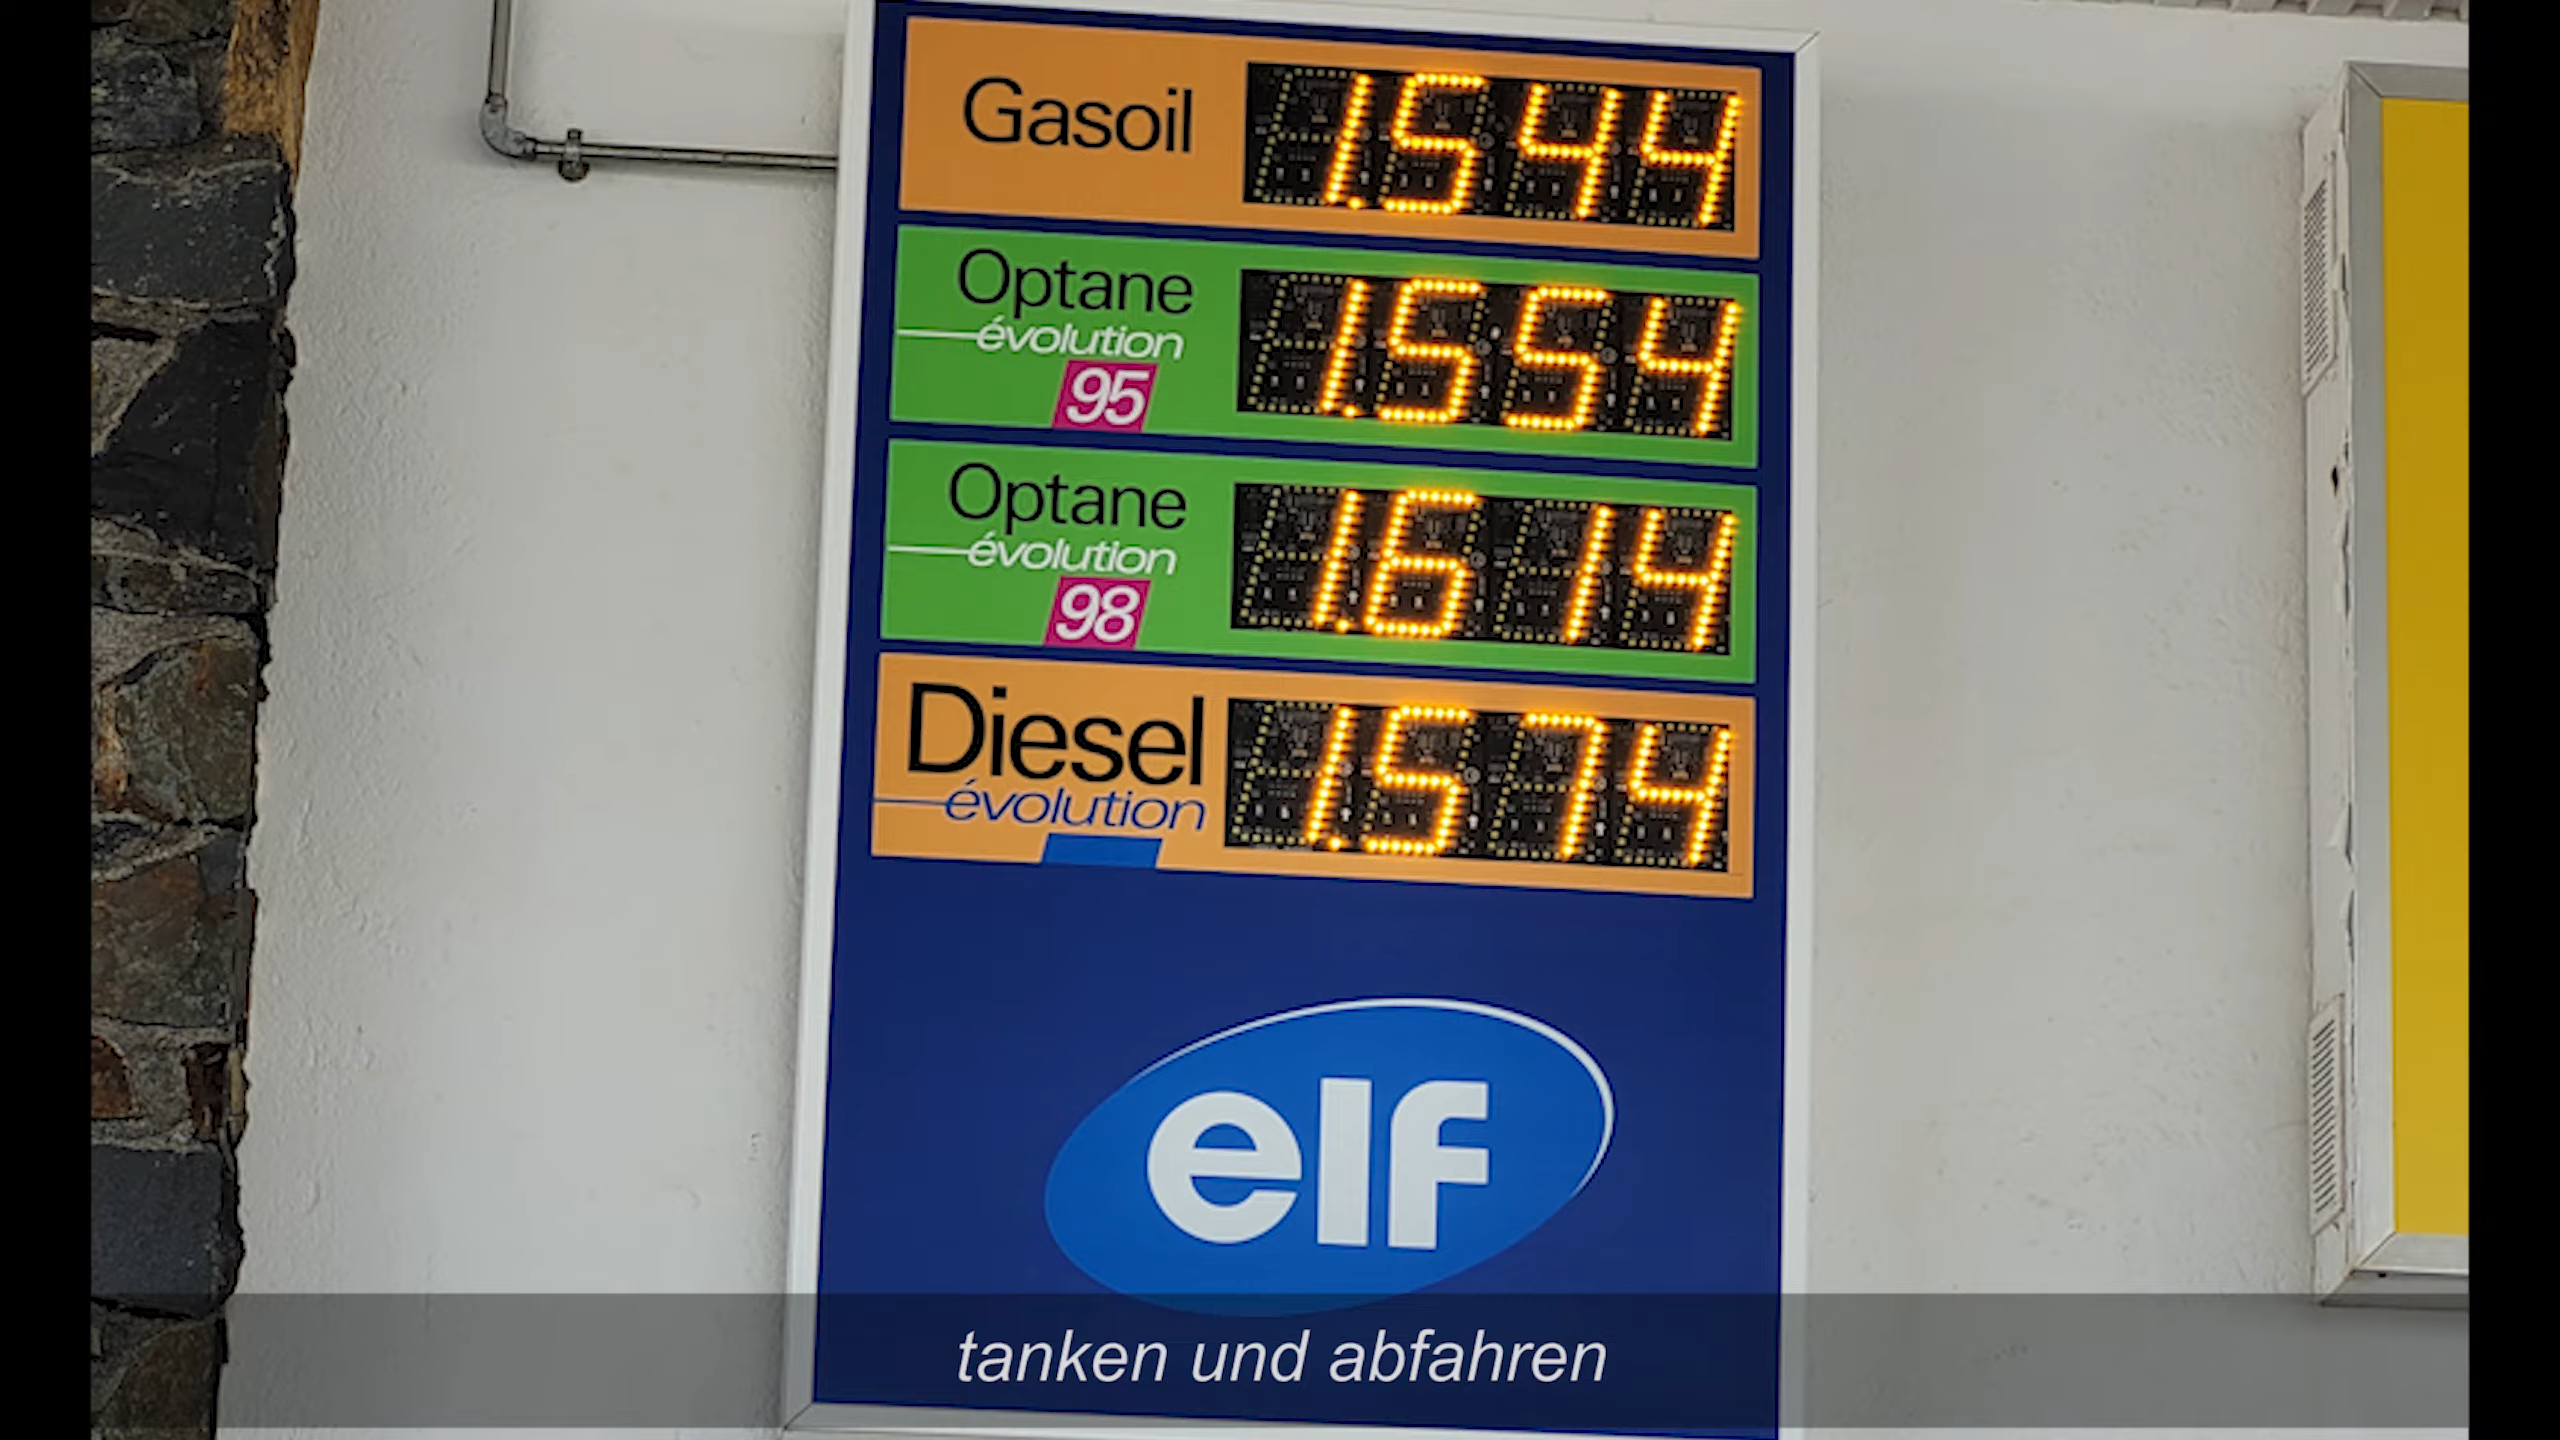 Gasoil 1.544
Optane 1.554
évolution
95
Optane 1.614
évolution
98
Diesel 1.574
évolution
elf
tanken und abfahren